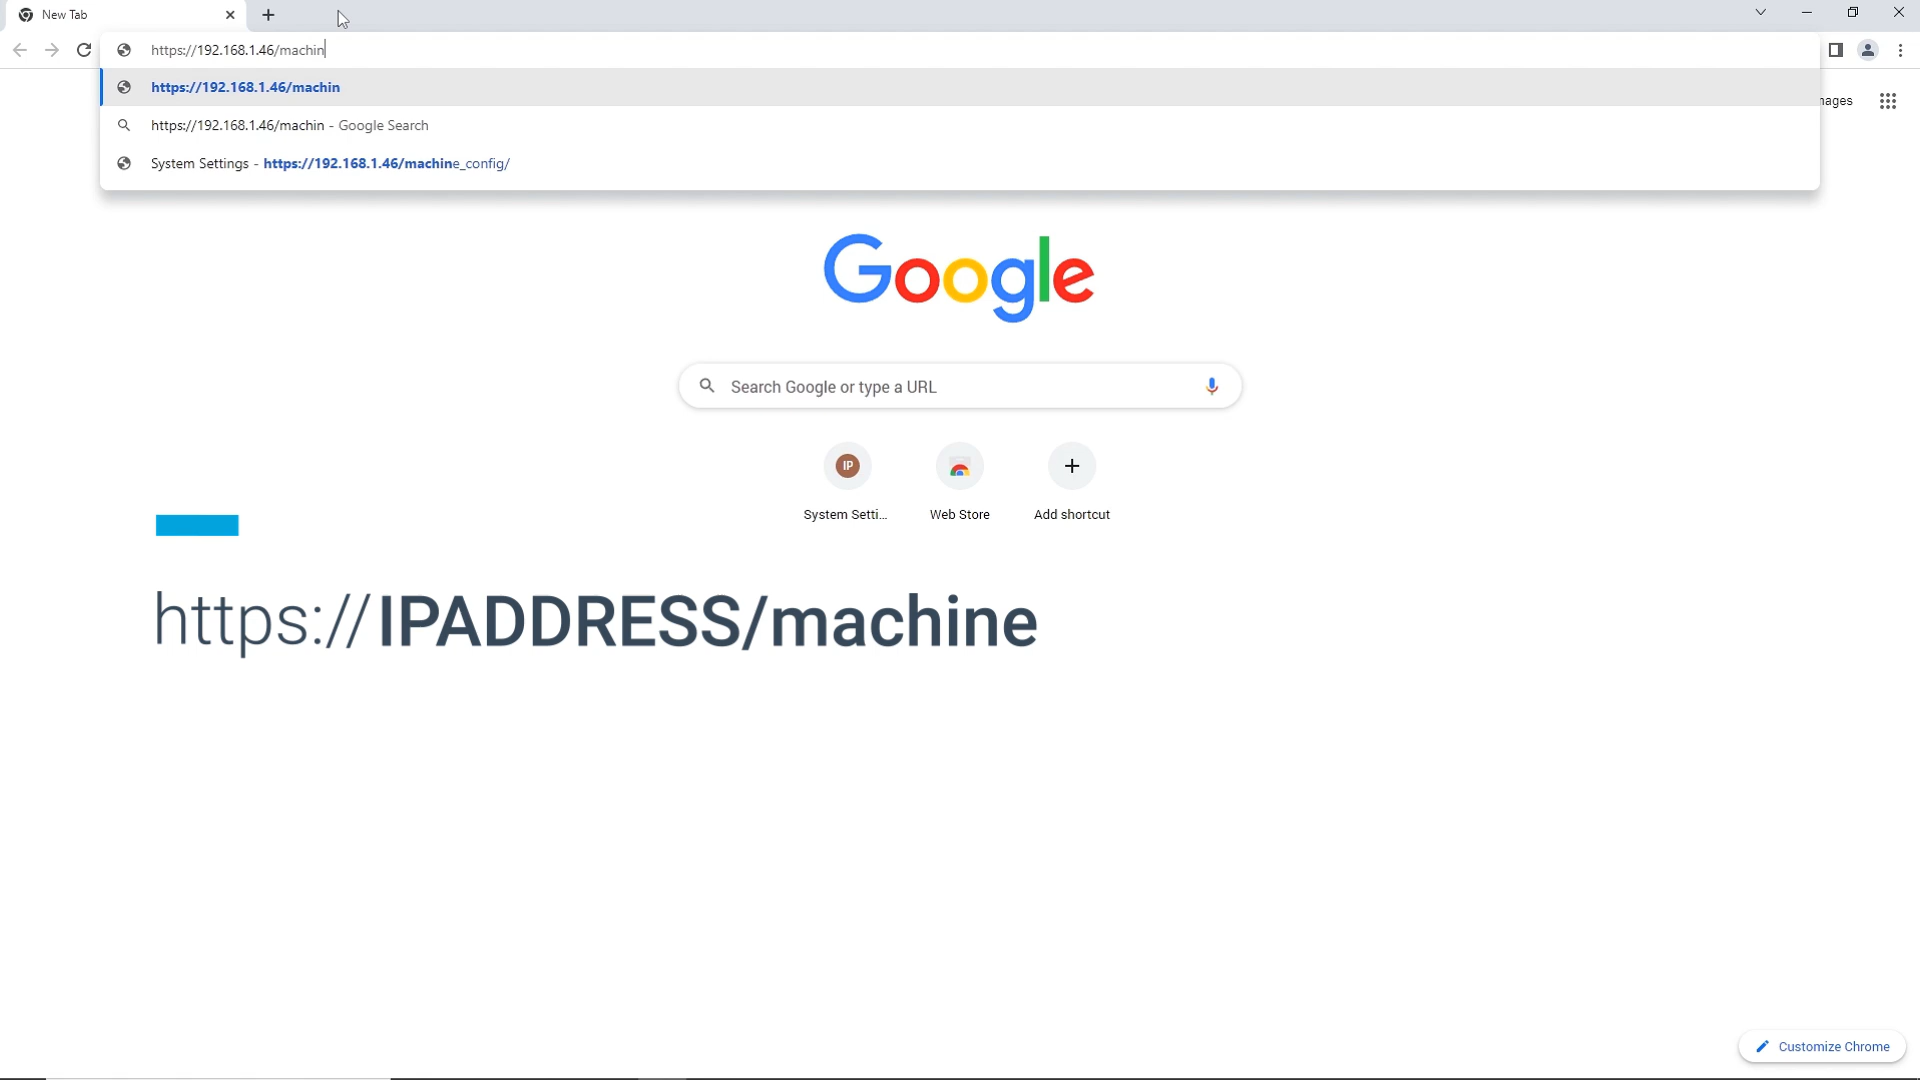 New Tab
https://192.168.1.46/machin
https://192.168.1.46/machin
https://192.168.1.46/machin - Google Search
System Settings - https://192.168.1.46/machine_config/
Google
Search Google or type a URL
IP
System Setti...
Web Store
Add shortcut
https://IPADDRESS/machine
Customize Chrome